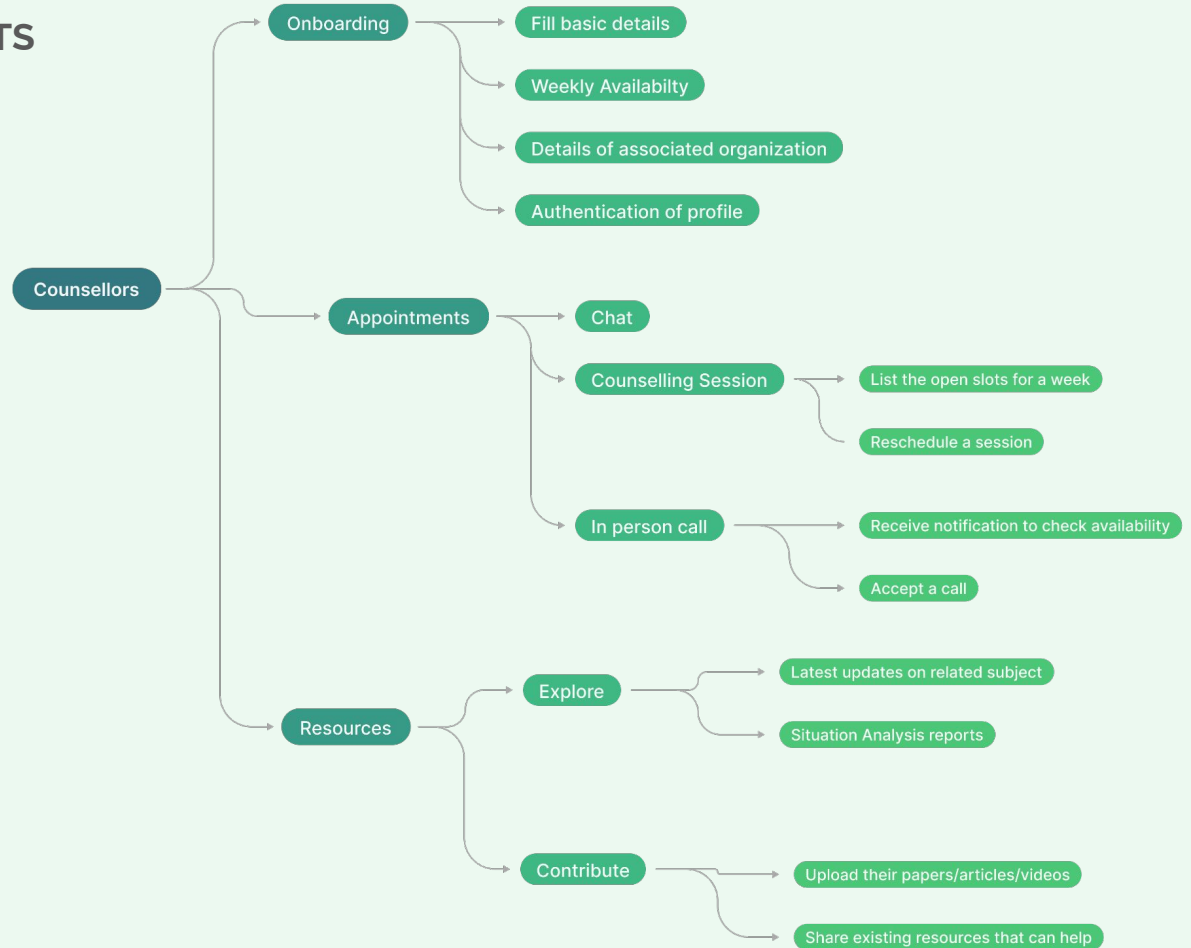 TS
Onboarding
Fill basic details
Weekly Availabilty
Details of associated organization
Authentication of profile
Counsellors
Appointments
Chat
Counselling Session
List the open slots for a week
Reschedule a session
In person call
Receive notification to check availability
Accept a call
Resources
Explore
Latest updates on related subject
Situation Analysis reports
Contribute
Upload their papers/articles/videos
Share existing resources that can help